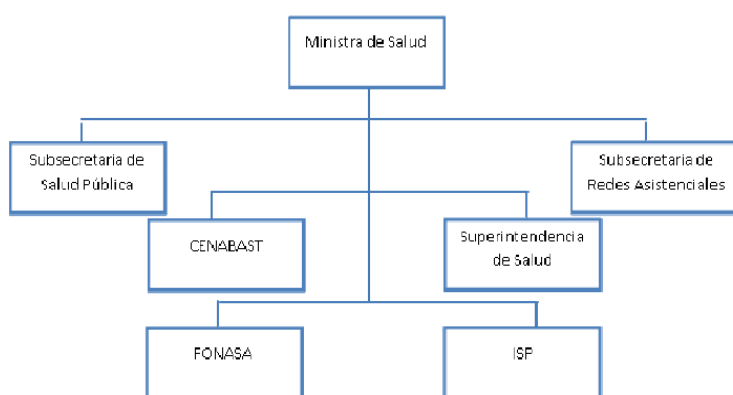 Ministra de Salud
Subsecretaria de
Salud Pública
Subsecretaria de
Redes Asistenciales
CENABAST
Superintendencia
de Salud
FONASA
ISP